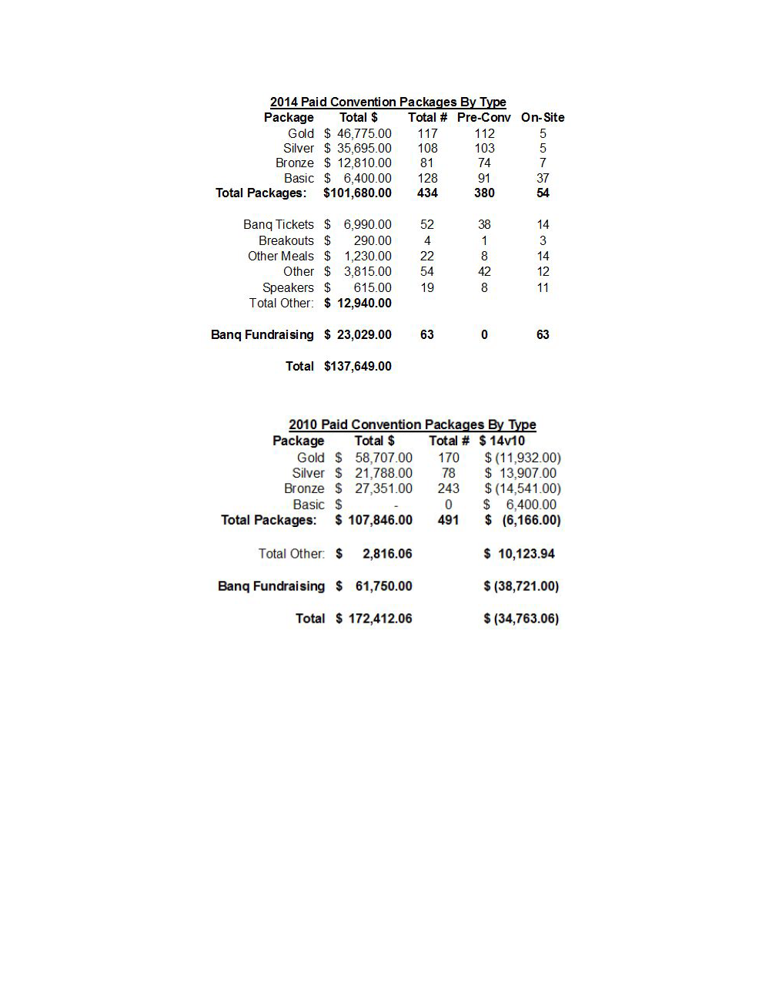 2014 Paid Convention Packages By Type
Package Total $ Total # Pre-Conv On-Site
Gold $ 46,775.00 117 112 5
Silver $ 35,695.00 108 103 5
Bronze $ 12,810.00 81 74 7
Basic $ 6,400.00 128 91 37
Total Packages: $101,680.00 434 380 54
Banq Tickets $ 6,990.00 52 38 14
Breakouts $ 290.00 4 1 3
Other Meals $ 1,230.00 22 8 14
Other $ 3,815.00 54 42 12
Speakers $ 615.00 19 8 11
Total Other: $ 12,940.00
Banq Fundraising $ 23,029.00 63 0 63
Total $137,649.00
2010 Paid Convention Packages By Type
Package Total $ Total # $ 14v10
Gold $ 58,707.00 170 $ (11,932.00)
Silver $ 21,788.00 78 $ 13,907.00
Bronze $ 27,351.00 243 $ (14,541.00)
Basic $ - 0 $ 6,400.00
Total Packages: $ 107,846.00 491 $ (6,166.00)
Total Other: $ 2,816.06 $ 10,123.94
Banq Fundraising $ 61,750.00 $ (38,721.00)
Total $ 172,412.06 $ (34,763.06)